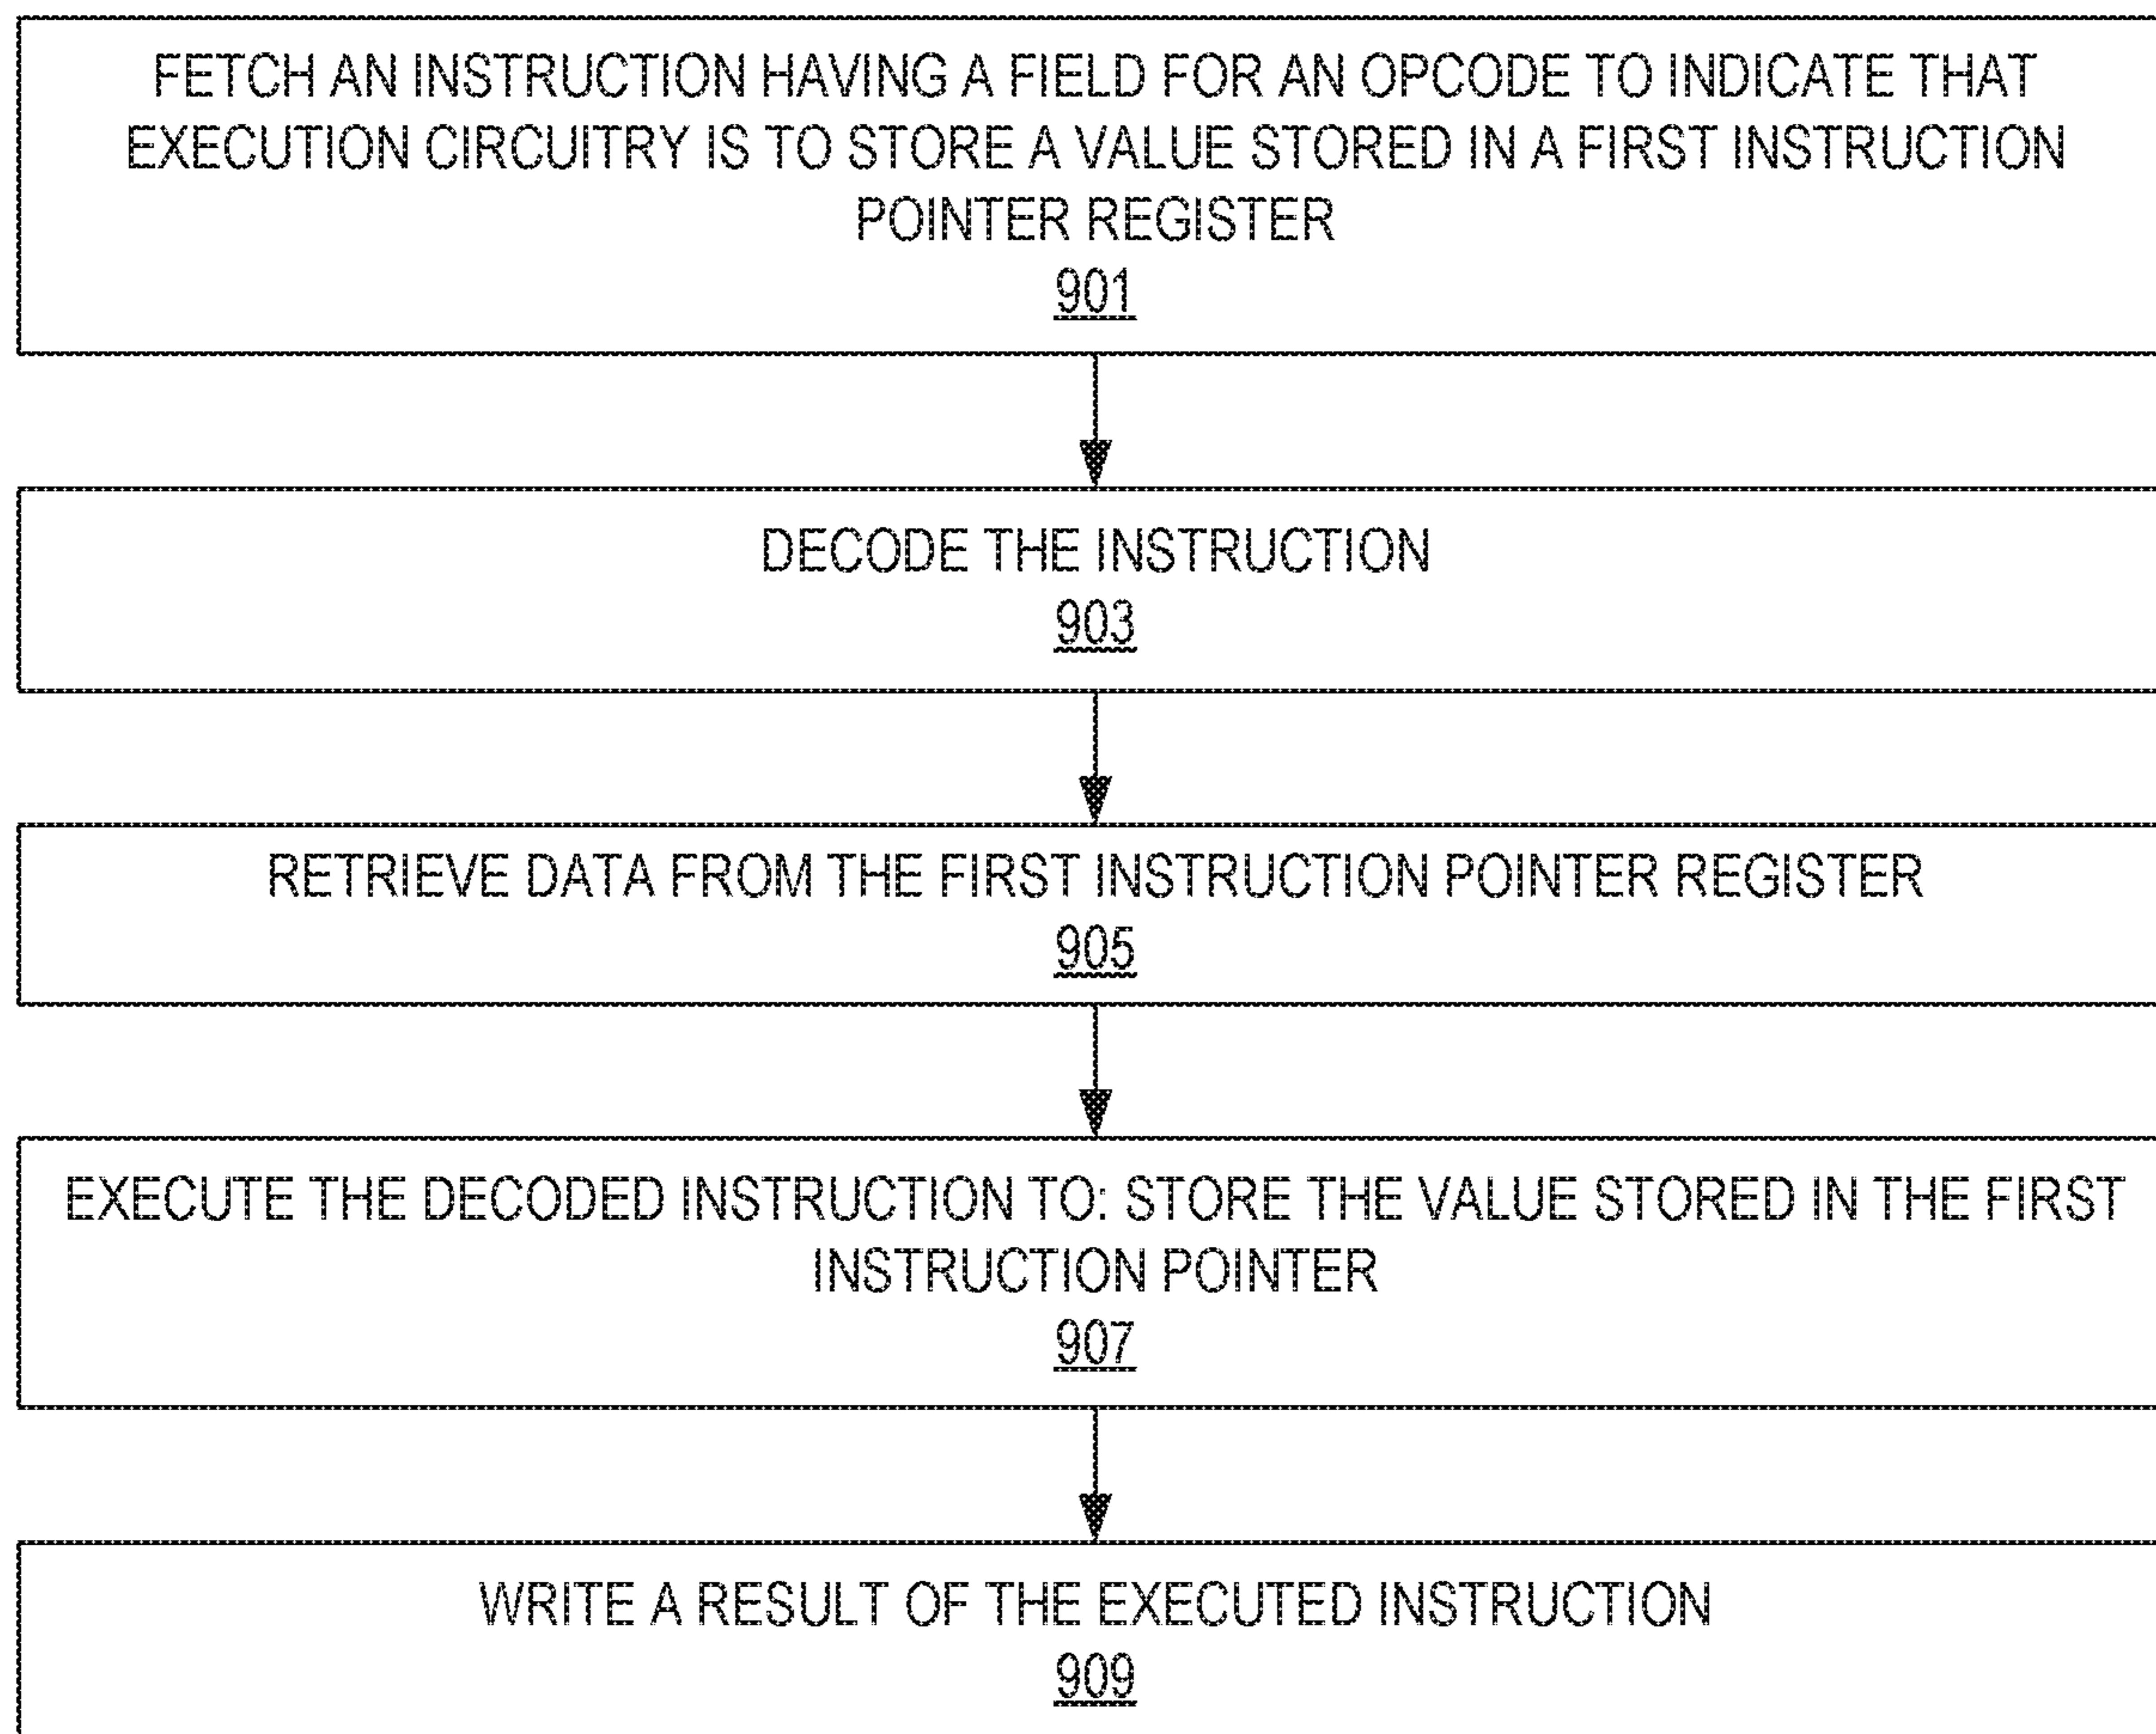 FETCH AN INSTRUCTION HAVING A FIELD FOR AN OPCODE TO INDICATE THAT
EXECUTION CIRCUITRY IS TO STORE A VALUE STORED IN A FIRST INSTRUCTION
POINTER REGISTER
901
DECODE THE INSTRUCTION
903
RETRIEVE DATA FROM THE FIRST INSTRUCTION POINTER REGISTER
905
EXECUTE THE DECODED INSTRUCTION TO: STORE THE VALUE STORED IN THE FIRST
INSTRUCTION POINTER
907
WRITE A RESULT OF THE EXECUTED INSTRUCTION
909